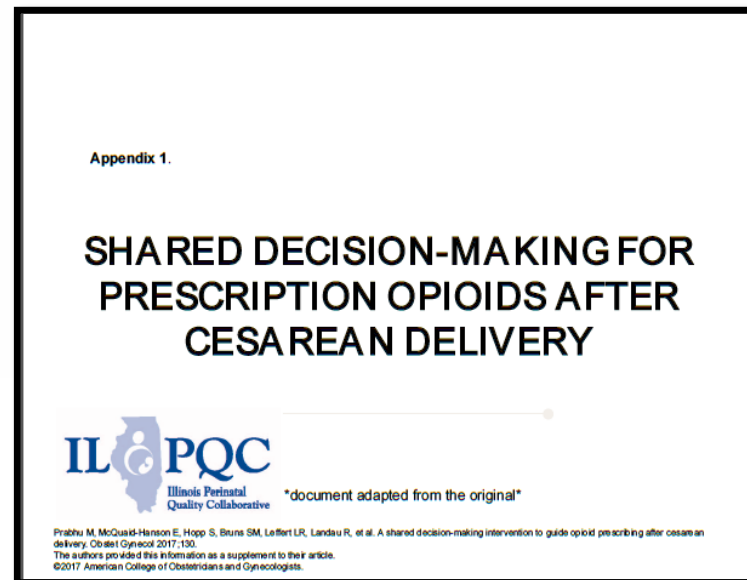 Appendix 1.
SHARED DECISION-MAKING FOR
PRESCRIPTION OPIOIDS AFTER
CESAREAN DELIVERY
IL PQC
Illinois Perinatal
Quality Collaborative
*document adapted from the original*
Prabhu M, McQuaid-Hanson E, Hopp S, Bruns SM, Leffert LR, Landau R, et al. A shared decision-making intervention to guide opioid prescribing after cesarean
delivery. Obstet Gynecol 2017;130.
The authors provided this information as a supplement to their article.
©2017 American College of Obstetricians and Gynecologists.